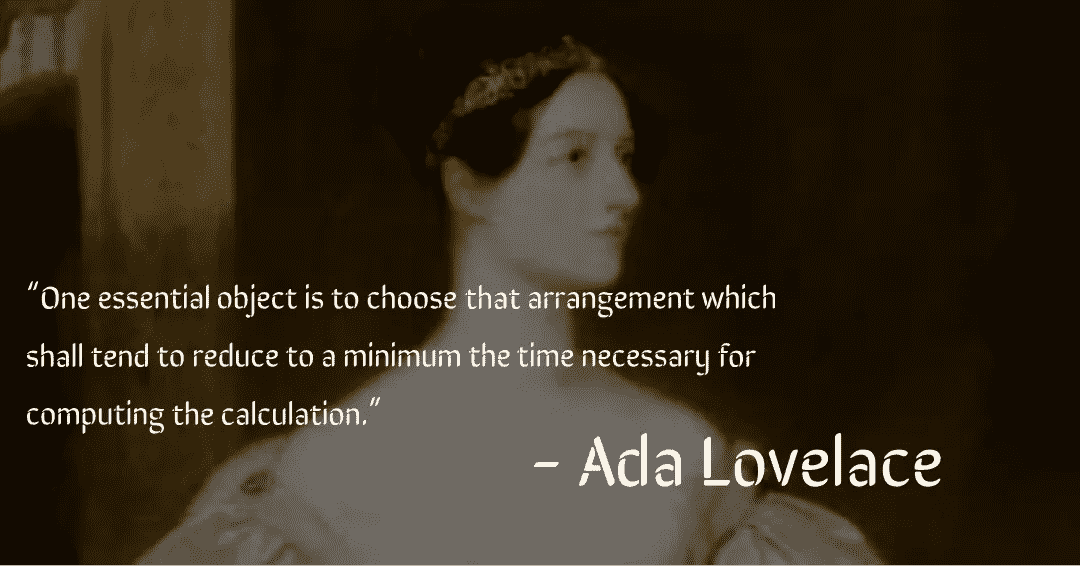 “One essential object is to choose that arrangement which
shall tend to reduce to a minimum the time necessary for
computing the calculation.”
- Ada Lovelace